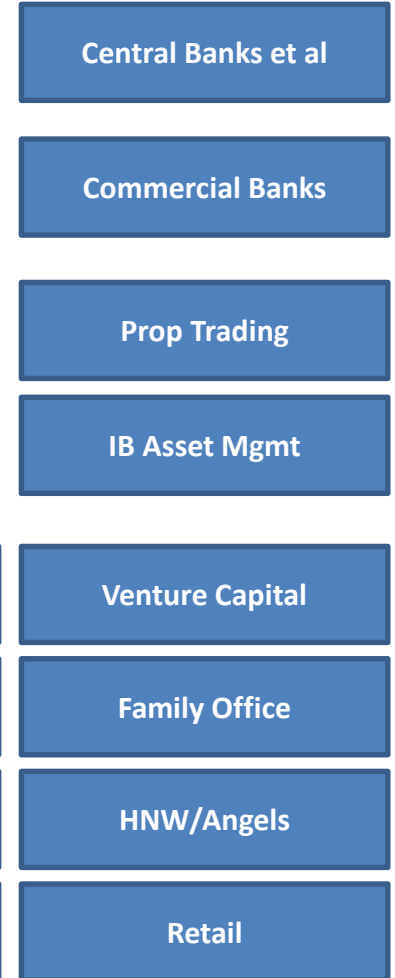 Central Banks et al
Commercial Banks
Prop Trading
IB Asset Mgmt
Venture Capital
Family Office
HNW/Angels
Retail